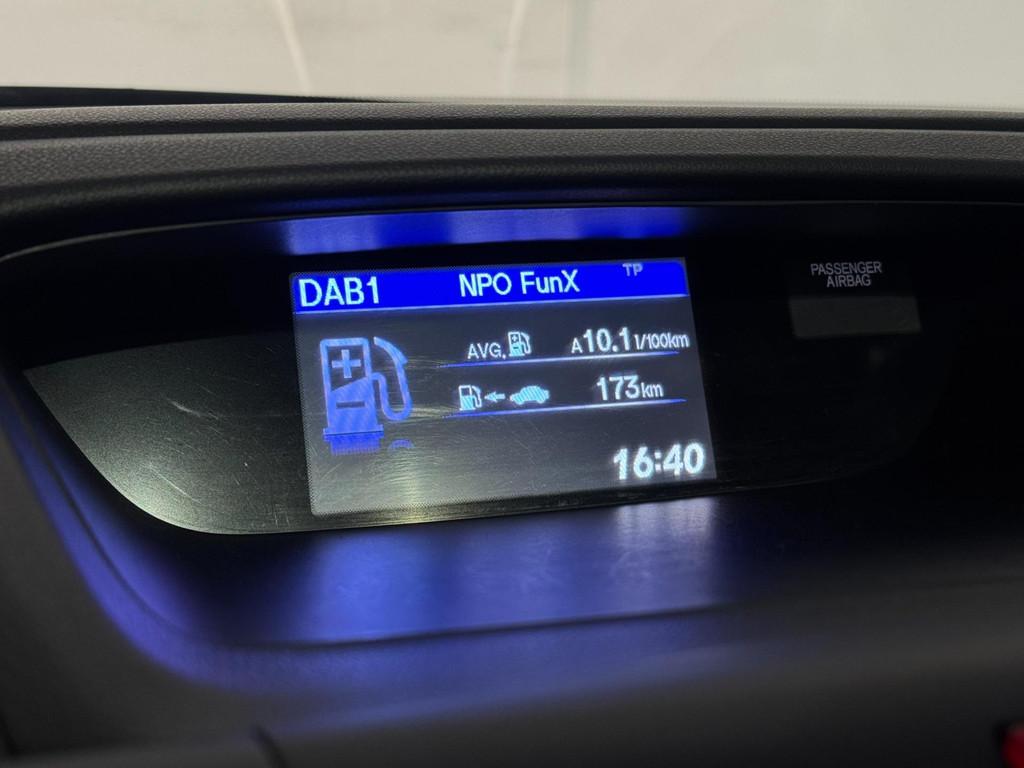 DAB1 NPO FunX TP
AVG. A10.1 l/100km
173km
16:40
PASSENGER
AIRBAG